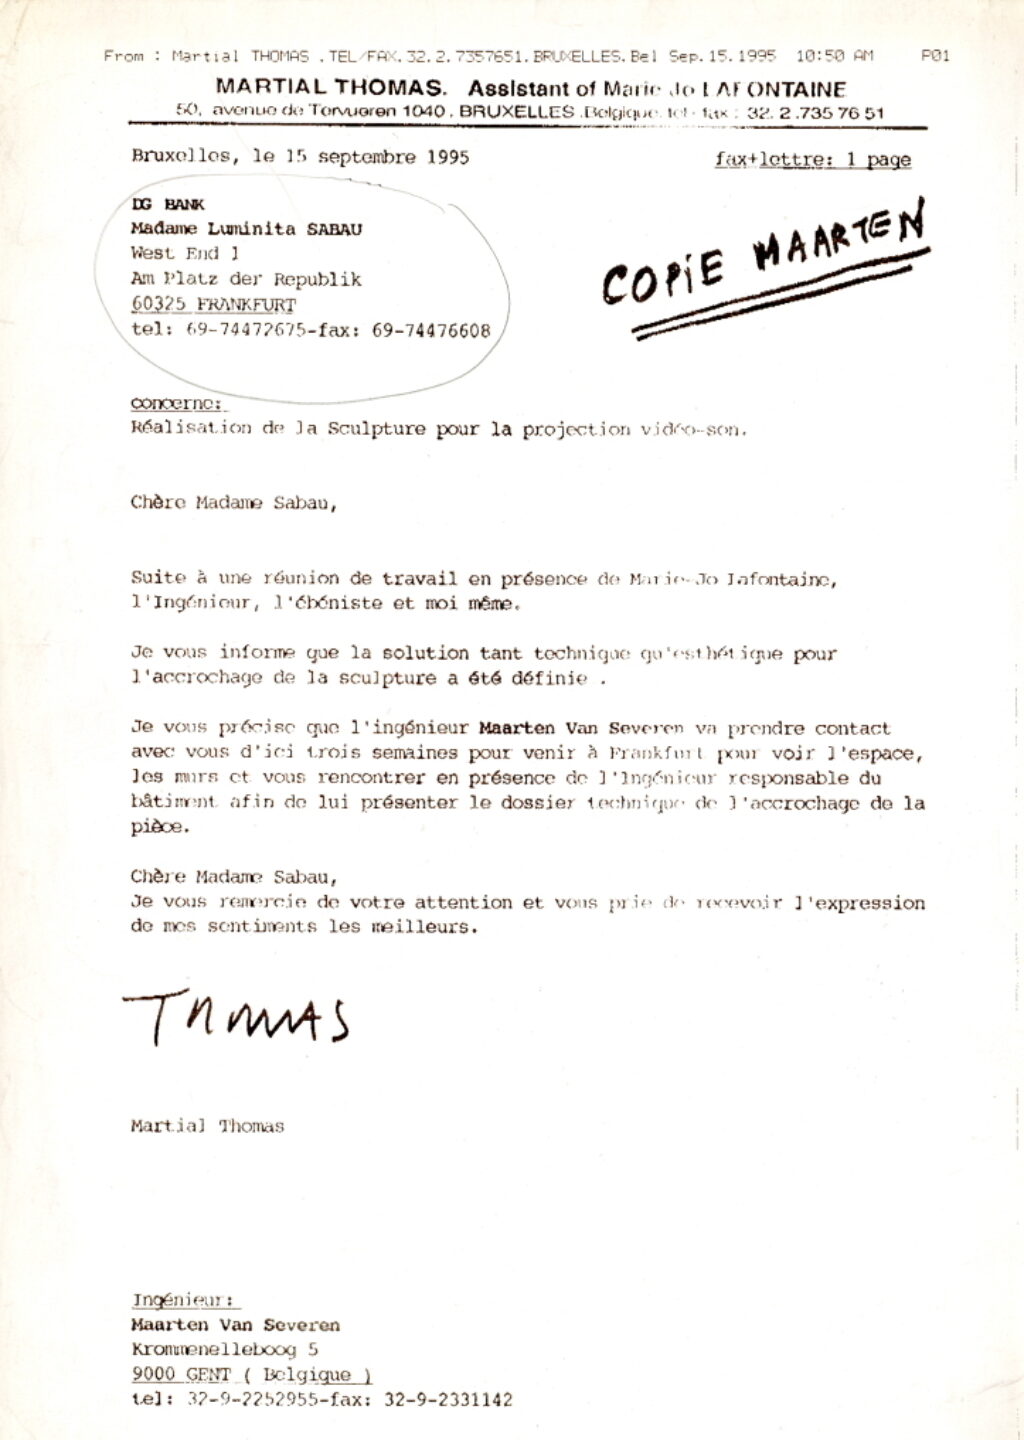 From : Martial THOMAS . TEL/FAX. 32. 2. 7357651. BRUXELLES. Bel Sep. 15. 1995 10:50 AM P01
MARTIAL THOMAS. Assistant of Marie Jo LAFONTAINE
50, avenue de Tervueren 1040 . BRUXELLES .Belgique. tel - fax : 32. 2 .735 76 51
Bruxelles, le 15 septembre 1995 fax+lettre: 1 page
DG BANK
Madame Luminita SABAU
West End 1
Am Platz der Republik
60325 FRANKFURT
tel: 69-74472675-fax: 69-74476608
COPIE MAARTEN
concerne:
Réalisation de la Sculpture pour la projection vidéo-son.
Chère Madame Sabau,
Suite à une réunion de travail en présence de Marie-Jo Lafontaine,
l'Ingénieur, l'ébéniste et moi même.
Je vous informe que la solution tant technique qu'esthétique pour
l'accrochage de la sculpture a été définie .
Je vous précise que l'ingénieur Maarten Van Severen va prendre contact
avec vous d'ici trois semaines pour venir à Frankfurt pour voir l'espace,
les murs et vous rencontrer en présence de l'Ingénieur responsable du
bâtiment afin de lui présenter le dossier technique de l'accrochage de la
pièce.
Chère Madame Sabau,
Je vous remercie de votre attention et vous prie de recevoir l'expression
de mes sentiments les meilleurs.
THOMAS
Martial Thomas
Ingénieur:
Maarten Van Severen
Krommenelleboog 5
9000 GENT ( Belgique )
tel: 32-9-2252955-fax: 32-9-2331142